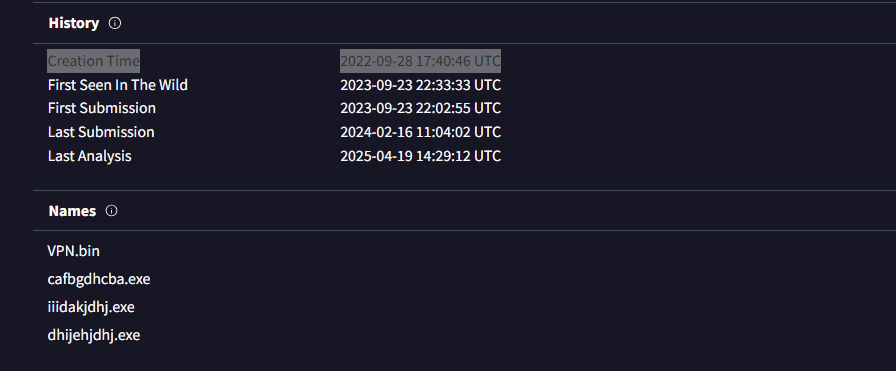 History
Creation Time 2022-09-28 17:40:46 UTC
First Seen In The Wild 2023-09-23 22:33:33 UTC
First Submission 2023-09-23 22:02:55 UTC
Last Submission 2024-02-16 11:04:02 UTC
Last Analysis 2025-04-19 14:29:12 UTC
Names
VPN.bin
cafbgdhcba.exe
iiidakjdhj.exe
dhijehjdhj.exe